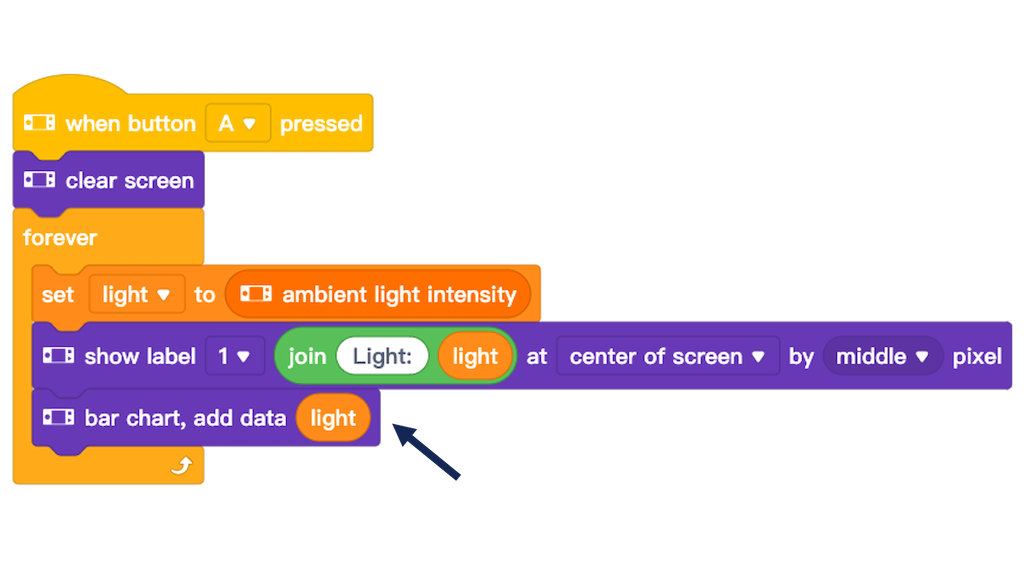 when button A pressed
clear screen
forever
set light to ambient light intensity
show label 1 join Light: light at center of screen by middle pixel
bar chart, add data light